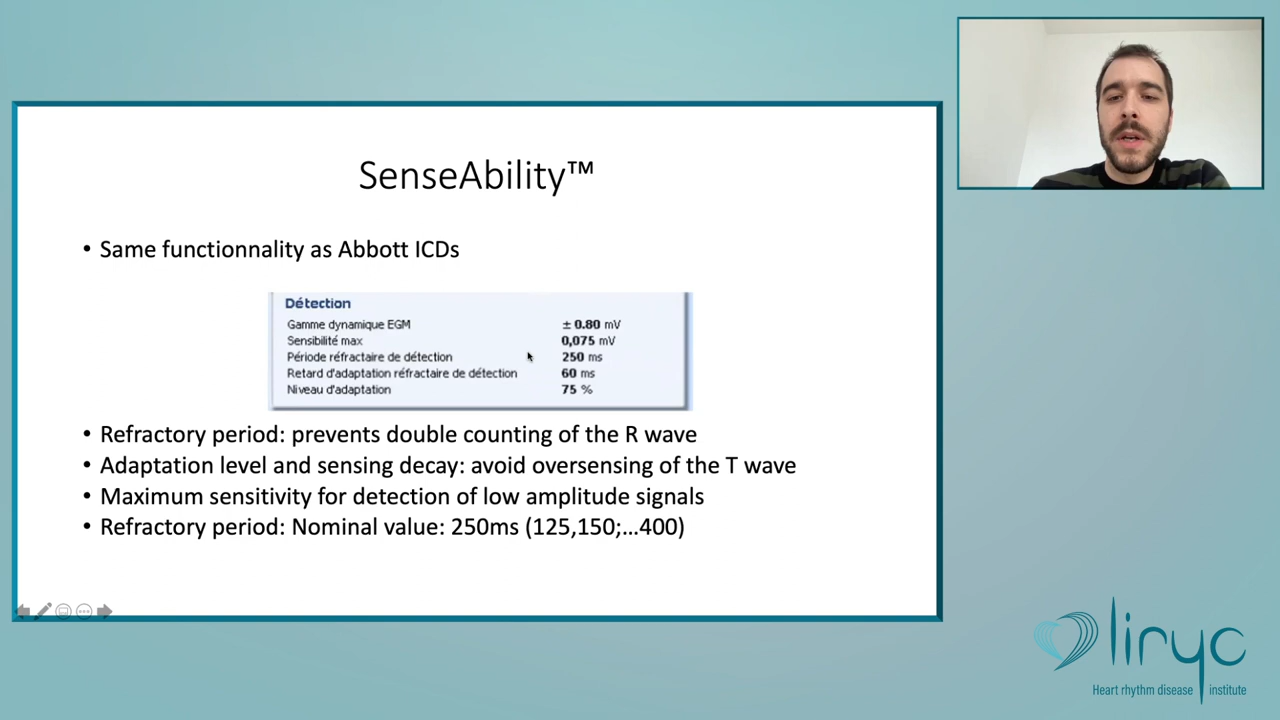 SenseAbility™
• Same functionnality as Abbott ICDs
Détection
Gamme dynamique EGM ± 0.80 mV
Sensibilité max 0,075 mV
Période réfractaire de détection 250 ms
Retard d'adaptation réfractaire de détection 60 ms
Niveau d'adaptation 75 %
• Refractory period: prevents double counting of the R wave
• Adaptation level and sensing decay: avoid oversensing of the T wave
• Maximum sensitivity for detection of low amplitude signals
• Refractory period: Nominal value: 250ms (125,150;...400)
liryc
Heart rhythm disease institute